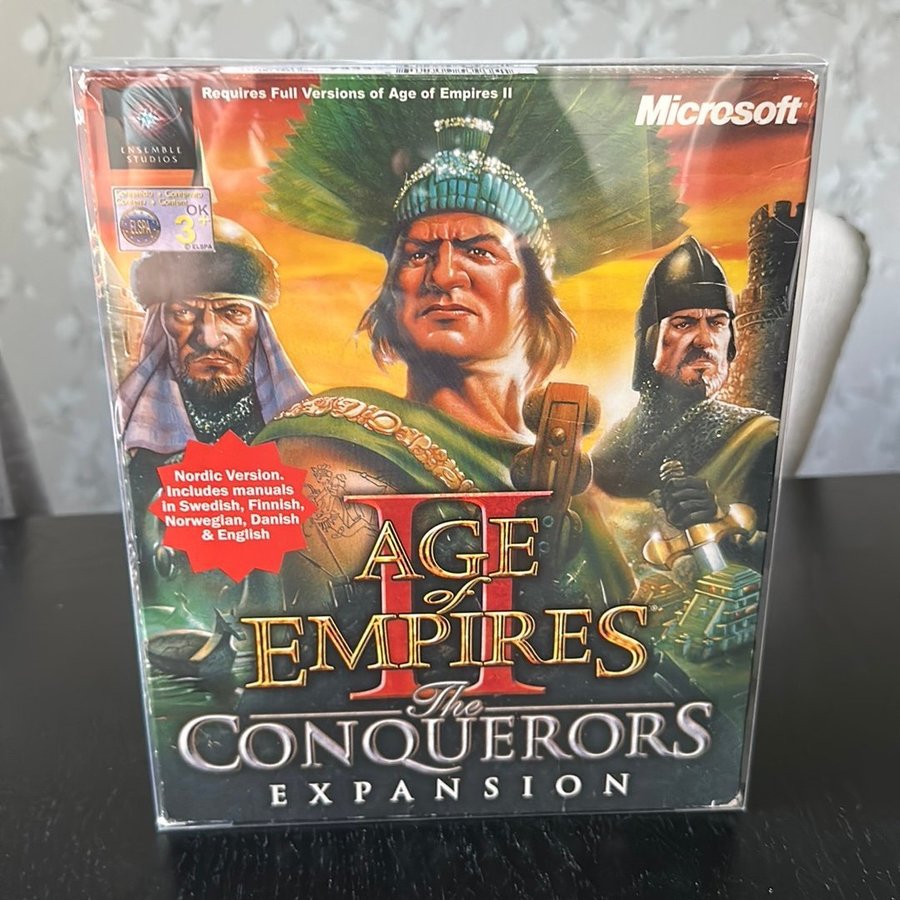 Requires Full Versions of Age of Empires II
Microsoft
ENSEMBLE
STUDIOS
OK
ELSPA
3+
© ELSPA
Nordic Version.
Includes manuals
in Swedish, Finnish,
Norwegian, Danish
& English
II
AGE
of
EMPIRES
The
CONQUERORS
EXPANSION